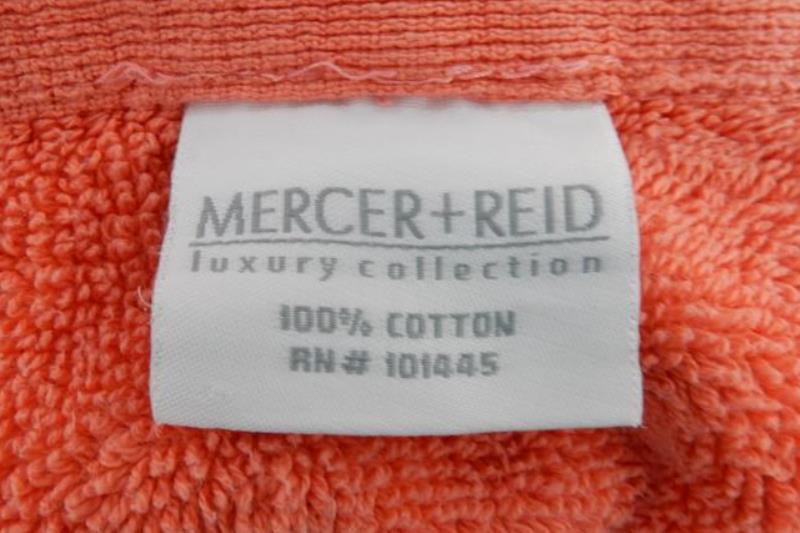 MERCER+REID
luxury collection
100% COTTON
RN# 101445